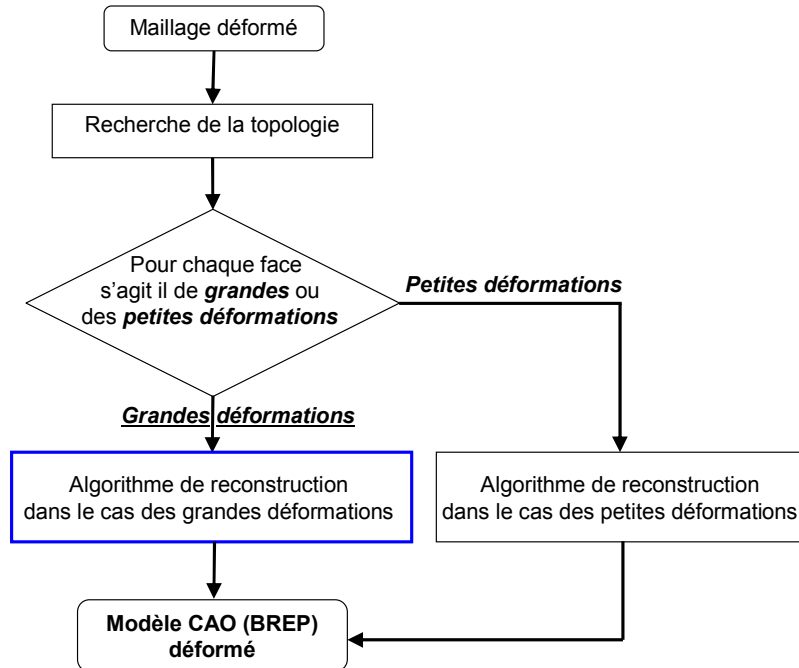 Maillage déformé
Recherche de la topologie
Pour chaque face
s’agit il de grandes ou
des petites déformations
Petites déformations
Grandes déformations
Algorithme de reconstruction
dans le cas des grandes déformations
Algorithme de reconstruction
dans le cas des petites déformations
Modèle CAO (BREP)
déformé